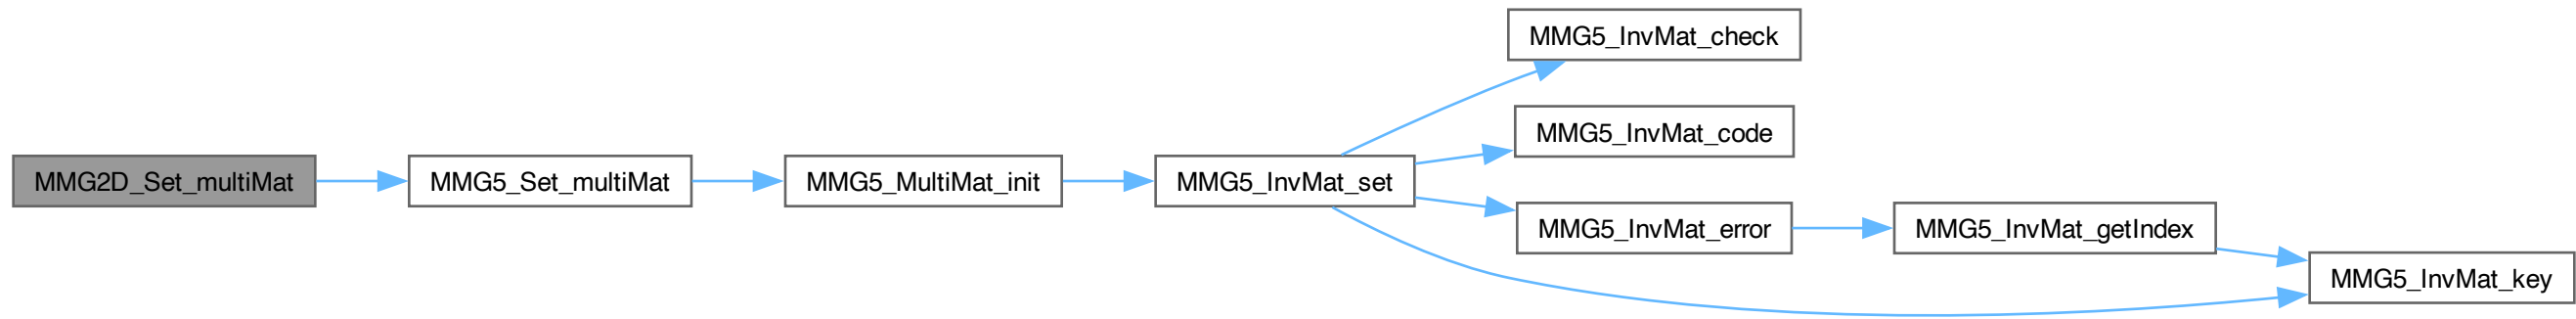 MMG2D_Set_multiMat
MMG5_Set_multiMat
MMG5_MultiMat_init
MMG5_InvMat_set
MMG5_InvMat_check
MMG5_InvMat_code
MMG5_InvMat_error
MMG5_InvMat_getIndex
MMG5_InvMat_key